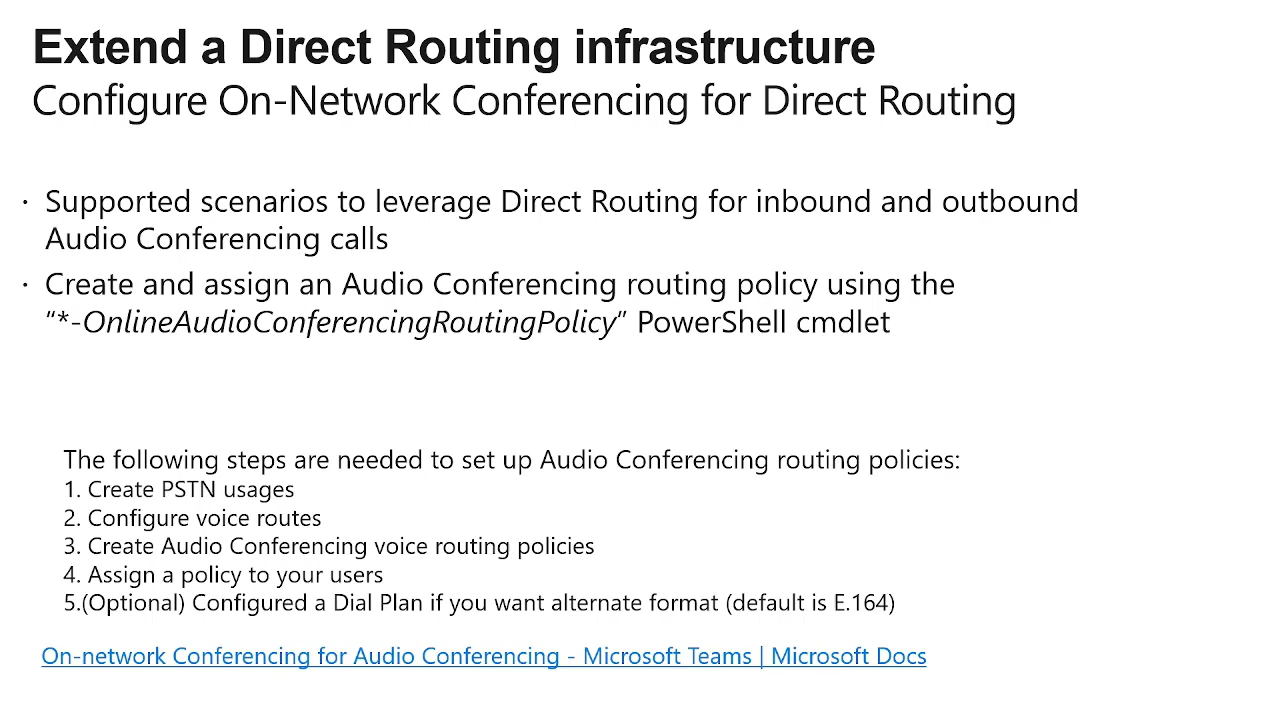 Extend a Direct Routing infrastructure
Configure On-Network Conferencing for Direct Routing
· Supported scenarios to leverage Direct Routing for inbound and outbound
Audio Conferencing calls
· Create and assign an Audio Conferencing routing policy using the
“*-OnlineAudioConferencingRoutingPolicy” PowerShell cmdlet
The following steps are needed to set up Audio Conferencing routing policies:
1. Create PSTN usages
2. Configure voice routes
3. Create Audio Conferencing voice routing policies
4. Assign a policy to your users
5.(Optional) Configured a Dial Plan if you want alternate format (default is E.164)
On-network Conferencing for Audio Conferencing - Microsoft Teams | Microsoft Docs